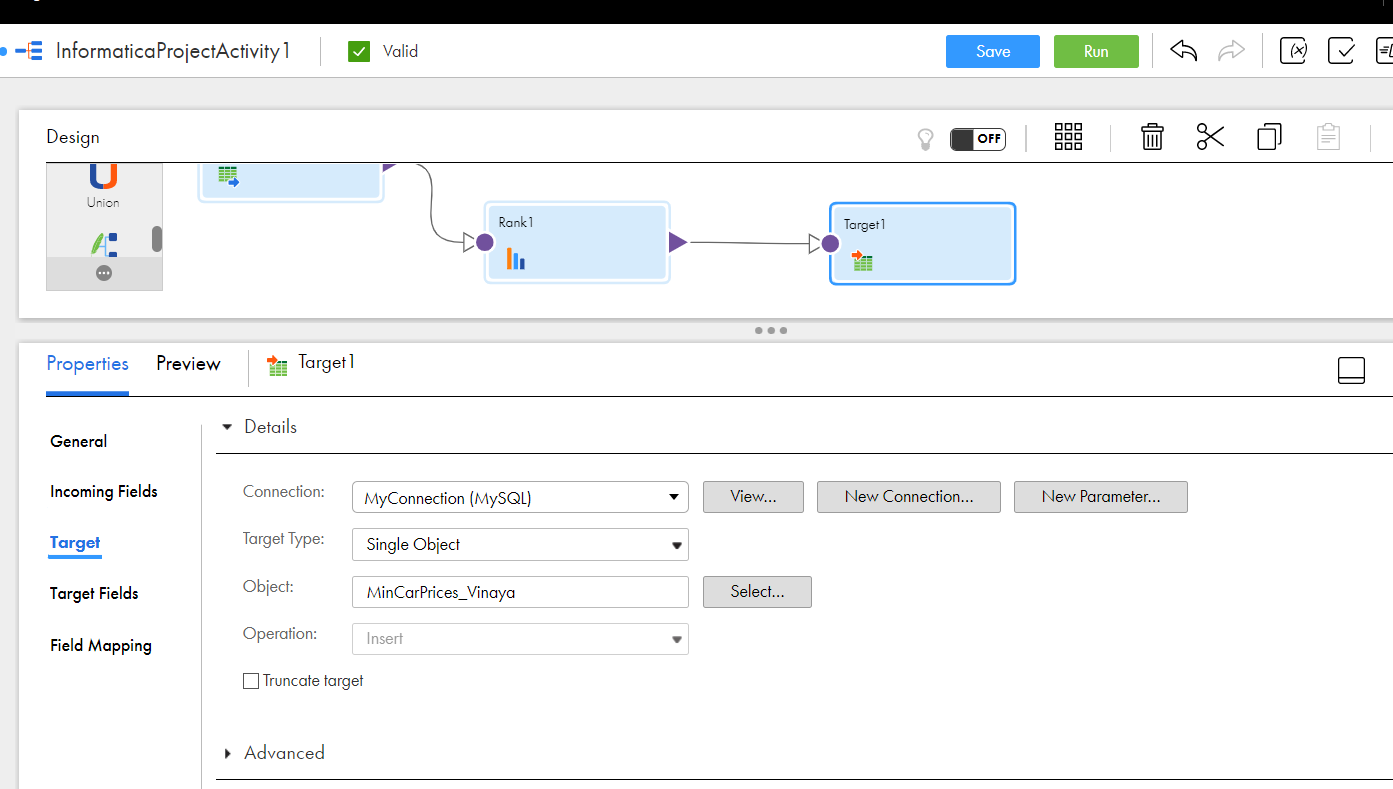 InformaticaProjectActivity1
Valid
Save
Run
(x)
Design
OFF
Union
Rank1
Target1
Properties
Preview
Target1
General
Incoming Fields
Target
Target Fields
Field Mapping
Details
Connection:
MyConnection (MySQL)
View...
New Connection...
New Parameter...
Target Type:
Single Object
Object:
MinCarPrices_Vinaya
Select...
Operation:
Insert
Truncate target
Advanced